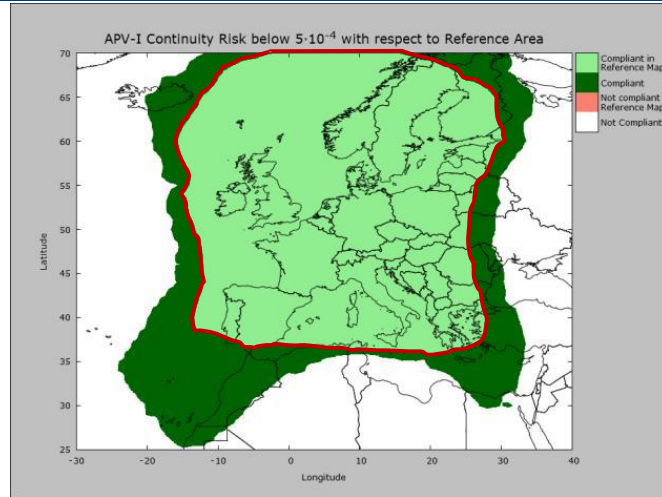 APV-I Continuity Risk below 5·10⁻⁴ with respect to Reference Area
Compliant in
Reference Map
Compliant
Not compliant
Reference Map
Not Compliant
70
65
60
55
50
45
40
35
30
25
Latitude
-30
-20
-10
0
10
20
30
40
Longitude